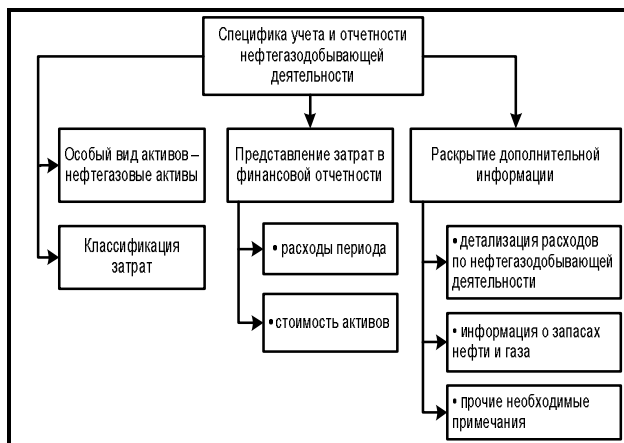 Специфика учета и отчетности
нефтегазодобывающей
деятельности
Особый вид активов –
нефтегазовые активы
Классификация
затрат
Представление затрат в
финансовой отчетности
• расходы периода
• стоимость активов
Раскрытие дополнительной
информации
• детализация расходов
по нефтегазодобывающей
деятельности
• информация о запасах
нефти и газа
• прочие необходимые
примечания